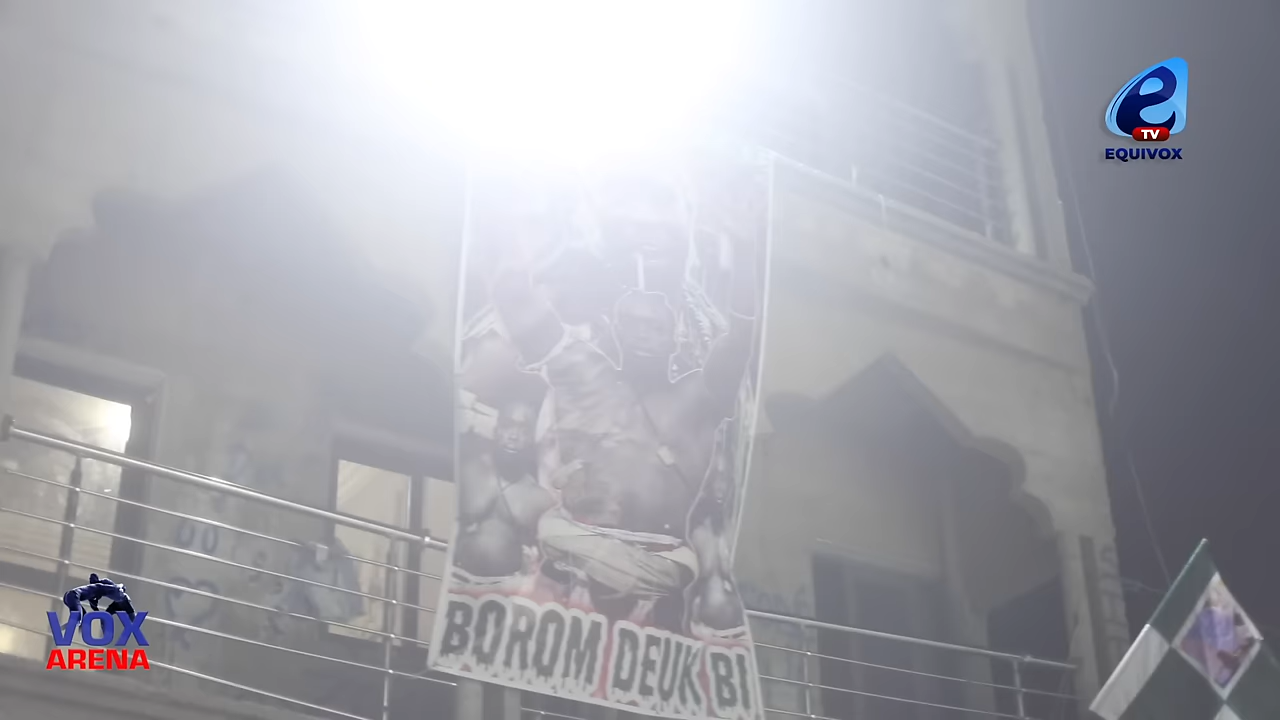 e
TV
EQUIVOX
BOROM DEUK BI
VOX
ARENA